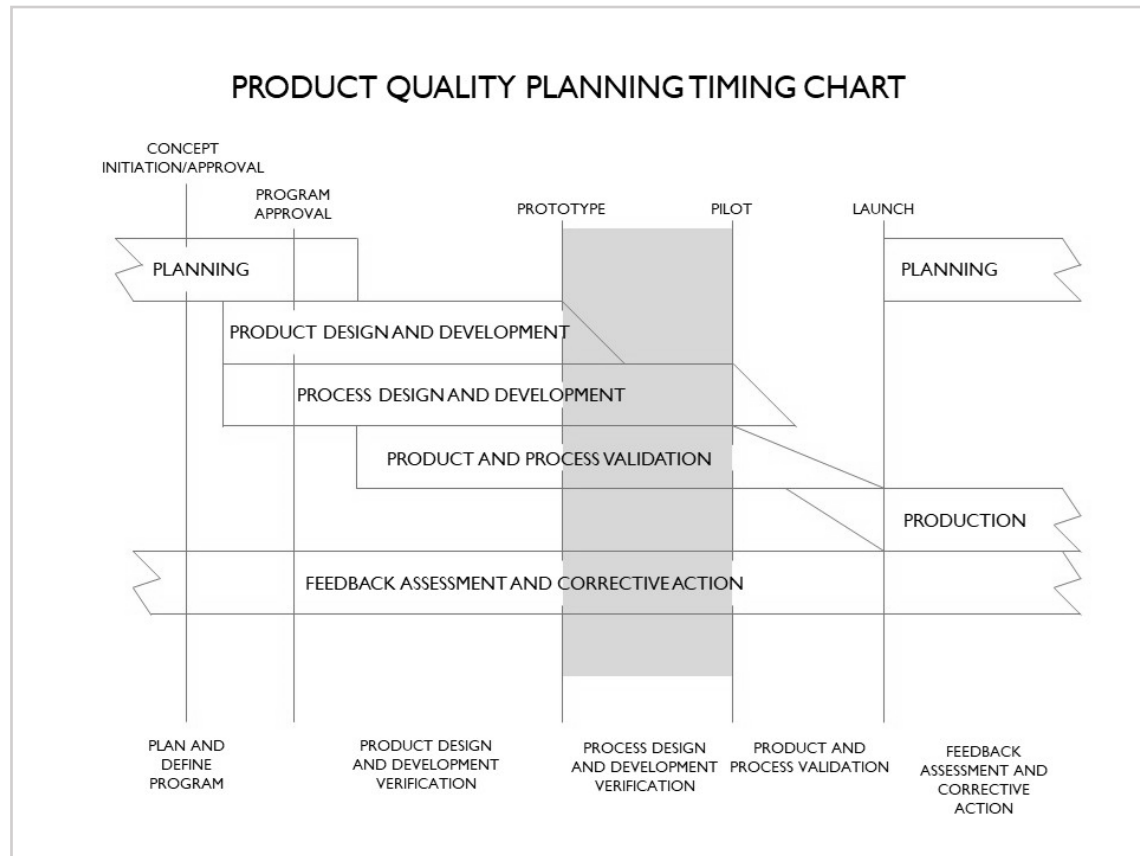 PRODUCT QUALITY PLANNING TIMING CHART
CONCEPT
INITIATION/APPROVAL
PROGRAM
APPROVAL
PROTOTYPE
PILOT
LAUNCH
PLANNING
PLANNING
PRODUCT DESIGN AND DEVELOPMENT
PROCESS DESIGN AND DEVELOPMENT
PRODUCT AND PROCESS VALIDATION
PRODUCTION
FEEDBACK ASSESSMENT AND CORRECTIVE ACTION
PLAN AND
DEFINE
PROGRAM
PRODUCT DESIGN
AND DEVELOPMENT
VERIFICATION
PROCESS DESIGN
AND DEVELOPMENT
VERIFICATION
PRODUCT AND
PROCESS VALIDATION
FEEDBACK
ASSESSMENT AND
CORRECTIVE
ACTION